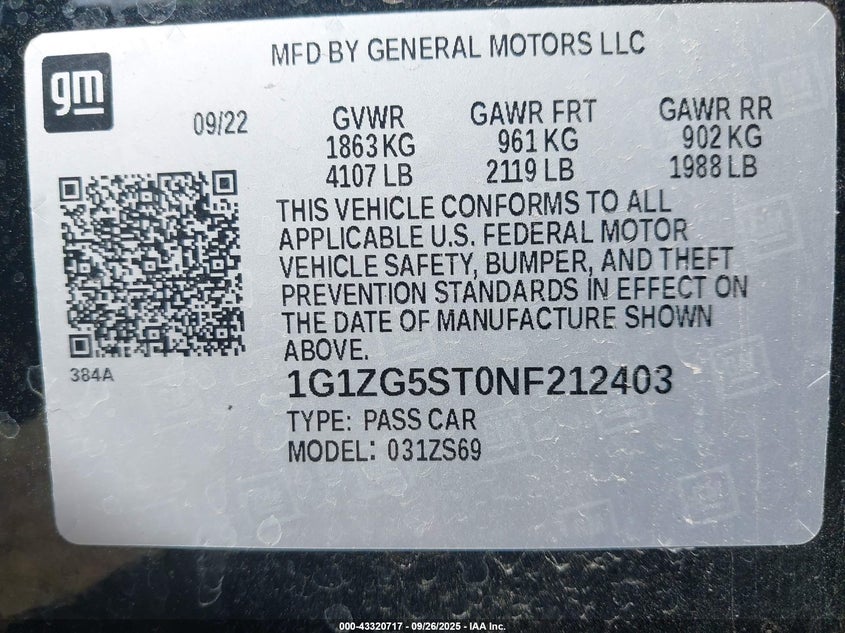 MFD BY GENERAL MOTORS LLC
gm
09/22
GVWR GAWR FRT GAWR RR
1863 KG 961 KG 902 KG
4107 LB 2119 LB 1988 LB
THIS VEHICLE CONFORMS TO ALL
APPLICABLE U.S. FEDERAL MOTOR
VEHICLE SAFETY, BUMPER, AND THEFT
PREVENTION STANDARDS IN EFFECT ON
THE DATE OF MANUFACTURE SHOWN
ABOVE.
384A
1G1ZG5ST0NF212403
TYPE: PASS CAR
MODEL: 031ZS69
000-43320717 - 09/26/2025 - IAA Inc.